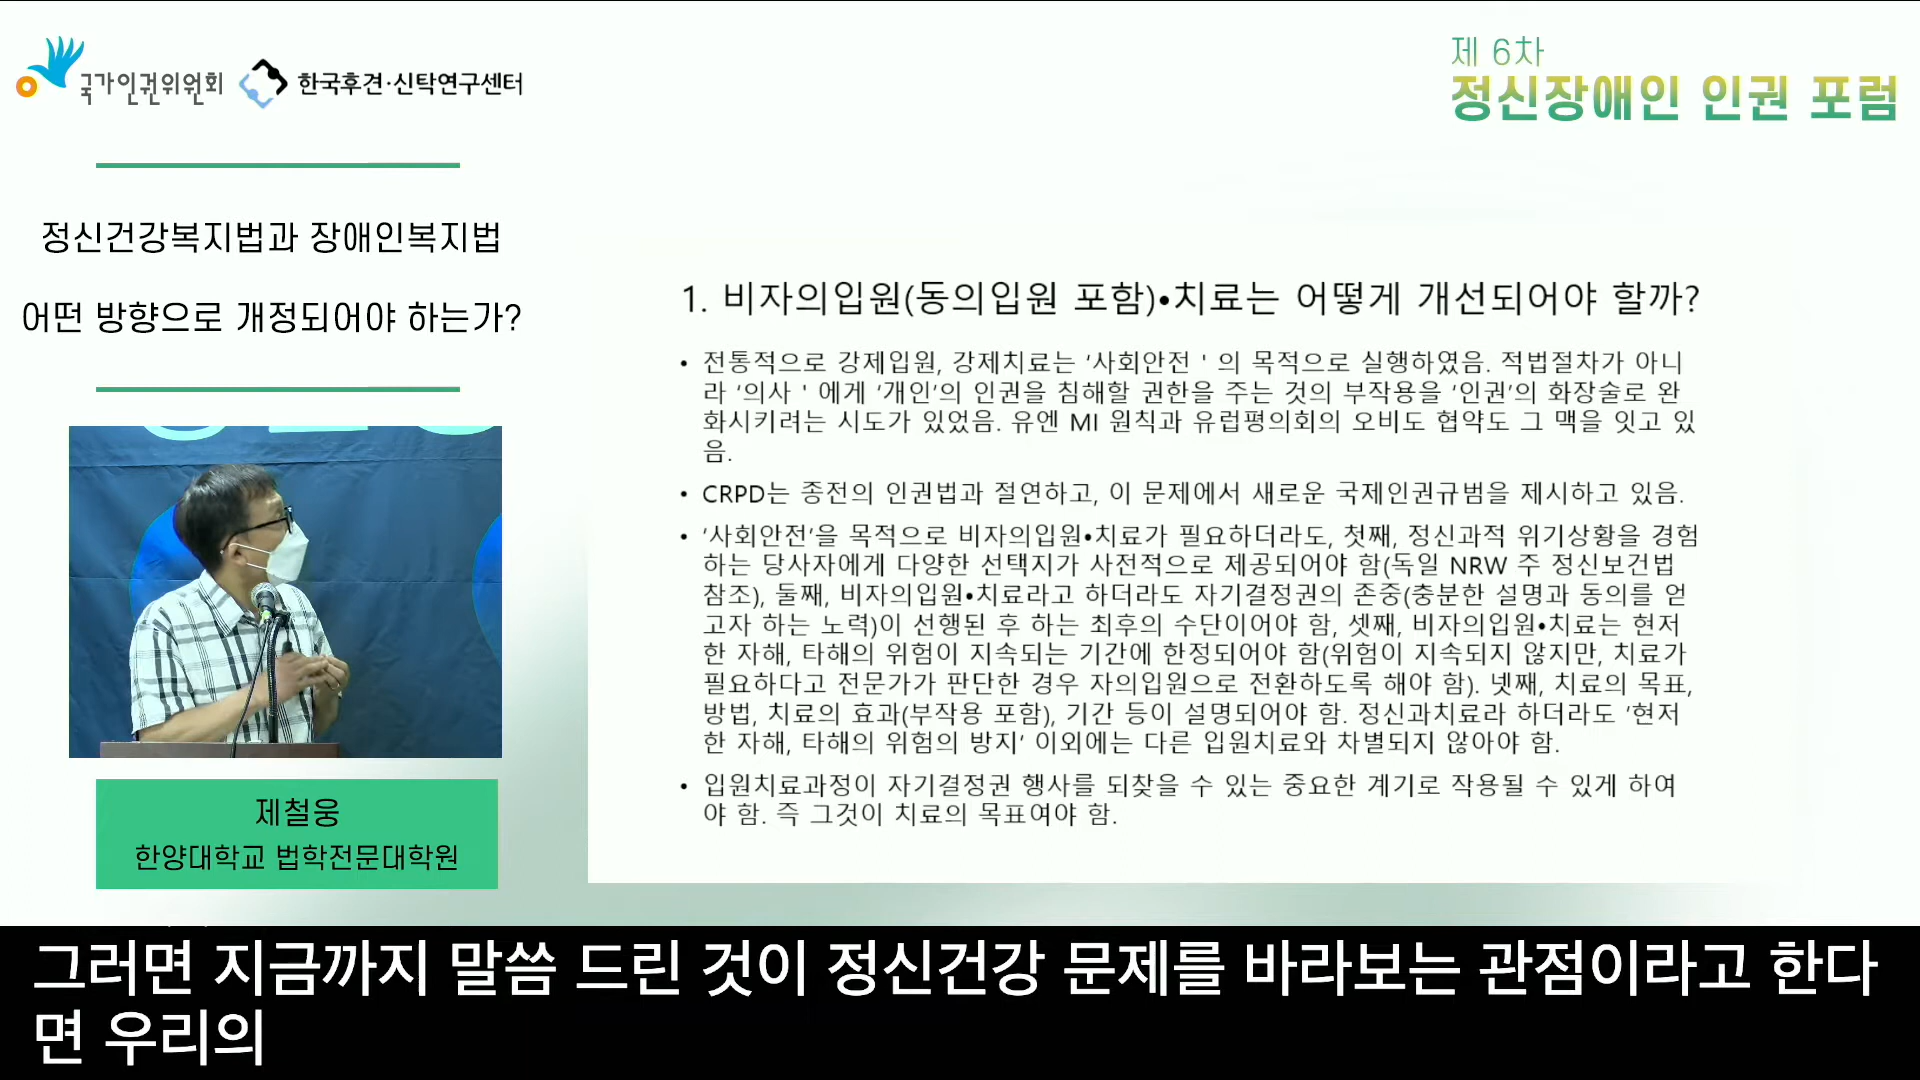 국가인권위원회
한국후견·신탁연구센터
제 6차
정신장애인 인권 포럼
정신건강복지법과 장애인복지법
어떤 방향으로 개정되어야 하는가?
1. 비자의입원(동의입원 포함)•치료는 어떻게 개선되어야 할까?
• 전통적으로 강제입원, 강제치료는 ‘사회안전 ' 의 목적으로 실행하였음. 적법절차가 아니
라 ‘의사 ' 에게 ‘개인’의 인권을 침해할 권한을 주는 것의 부작용을 ‘인권’의 화장술로 완
화시키려는 시도가 있었음. 유엔 MI 원칙과 유럽평의회의 오비도 협약도 그 맥을 잇고 있
음.
• CRPD는 종전의 인권법과 절연하고, 이 문제에서 새로운 국제인권규범을 제시하고 있음.
• ‘사회안전’을 목적으로 비자의입원•치료가 필요하더라도, 첫째, 정신과적 위기상황을 경험
하는 당사자에게 다양한 선택지가 사전적으로 제공되어야 함(독일 NRW 주 정신보건법
참조), 둘째, 비자의입원•치료라고 하더라도 자기결정권의 존중(충분한 설명과 동의를 얻
고자 하는 노력)이 선행된 후 하는 최후의 수단이어야 함, 셋째, 비자의입원•치료는 현저
한 자해, 타해의 위험이 지속되는 기간에 한정되어야 함(위험이 지속되지 않지만, 치료가
필요하다고 전문가가 판단한 경우 자의입원으로 전환하도록 해야 함). 넷째, 치료의 목표,
방법, 치료의 효과(부작용 포함), 기간 등이 설명되어야 함. 정신과치료라 하더라도 ‘현저
한 자해, 타해의 위험의 방지’ 이외에는 다른 입원치료와 차별되지 않아야 함.
• 입원치료과정이 자기결정권 행사를 되찾을 수 있는 중요한 계기로 작용될 수 있게 하여
야 함. 즉 그것이 치료의 목표여야 함.
제철웅
한양대학교 법학전문대학원
그러면 지금까지 말씀 드린 것이 정신건강 문제를 바라보는 관점이라고 한다
면 우리의